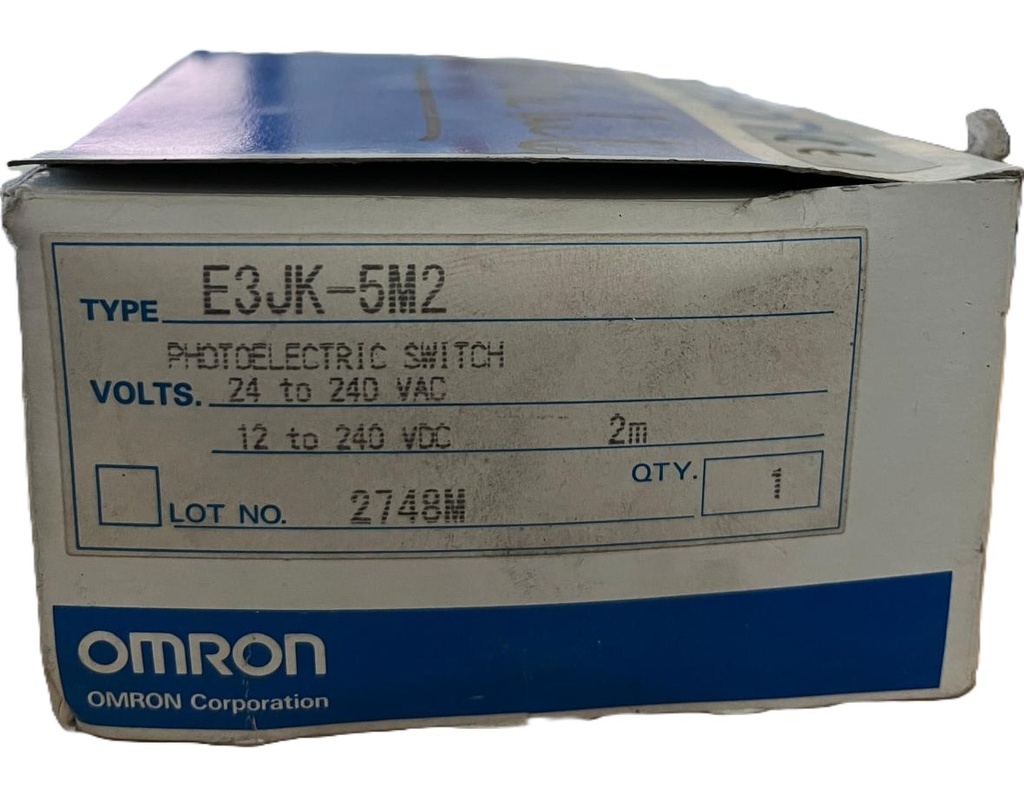 TYPE E3JK-5M2
PHOTOELECTRIC SWITCH
VOLTS. 24 to 240 VAC
12 to 240 VDC 2m
QTY. 1
LOT NO. 2748M
OMRON
OMRON Corporation